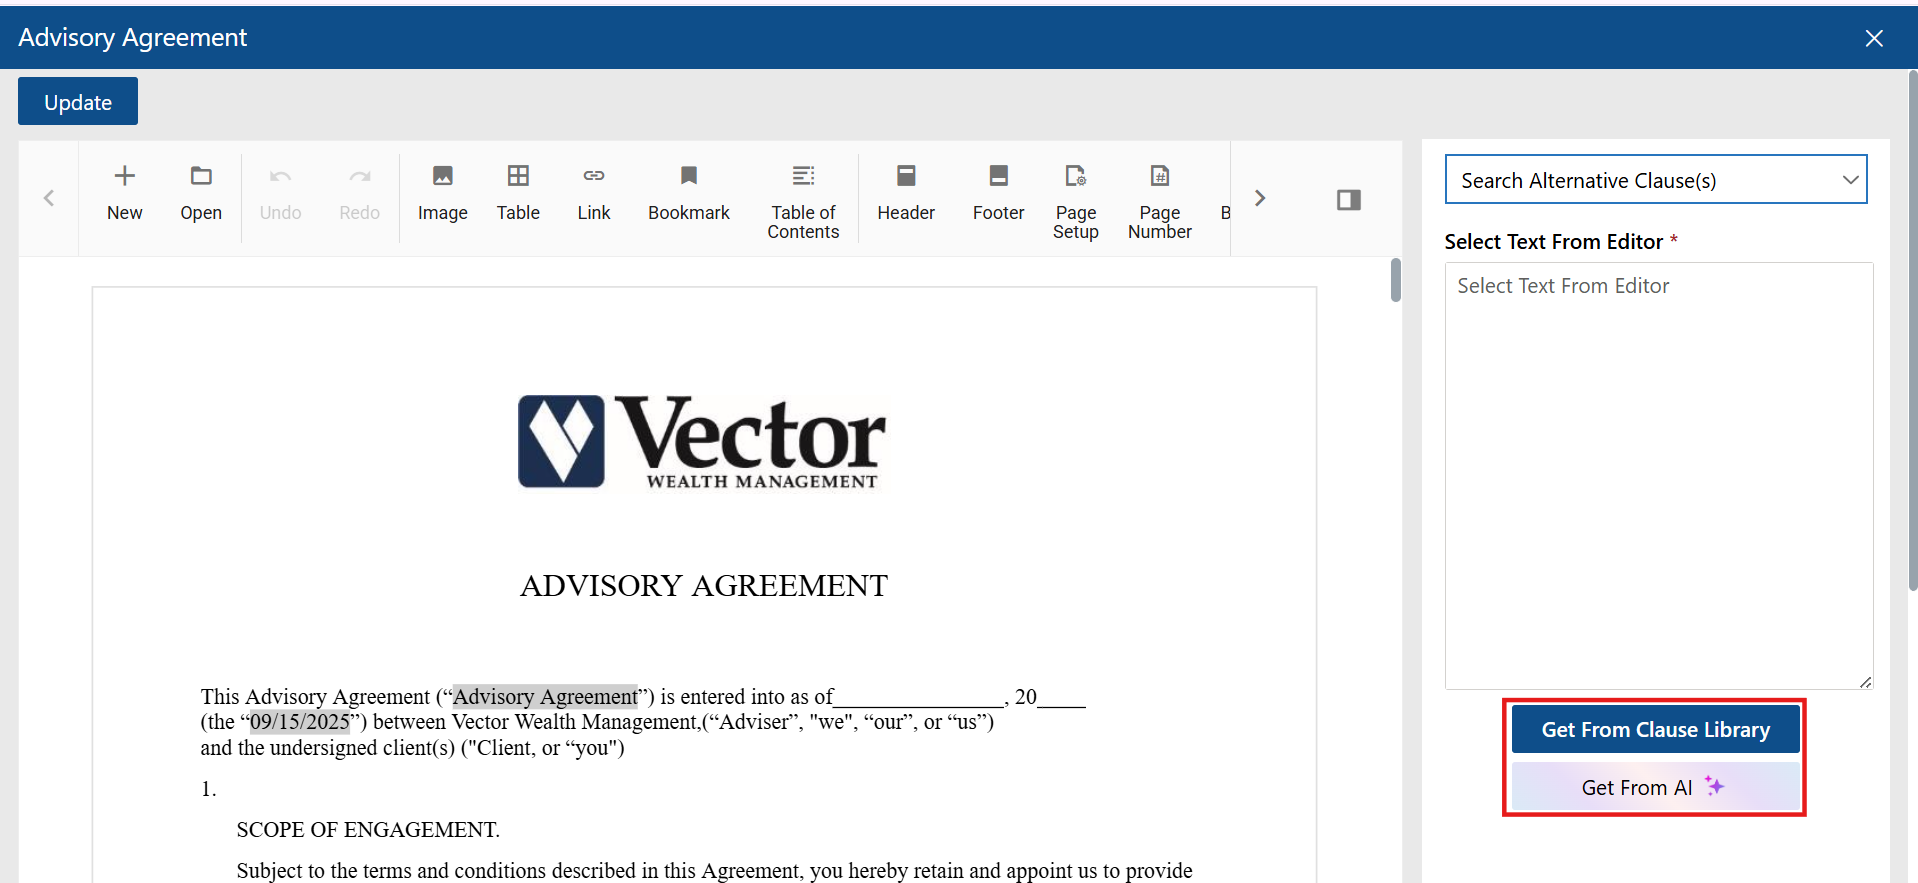 Advisory Agreement
Update
New
Open
Undo
Redo
Image
Table
Link
Bookmark
Table of
Contents
Header
Footer
Page
Setup
Page
Number
Search Alternative Clause(s)
Select Text From Editor *
Select Text From Editor
Get From Clause Library
Get From AI
Vector
WEALTH MANAGEMENT
ADVISORY AGREEMENT
This Advisory Agreement (“Advisory Agreement”) is entered into as of________________, 20____
(the “09/15/2025”) between Vector Wealth Management,(“Adviser”, "we", “our”, or “us”)
and the undersigned client(s) ("Client, or “you")
1.
SCOPE OF ENGAGEMENT.
Subject to the terms and conditions described in this Agreement, you hereby retain and appoint us to provide